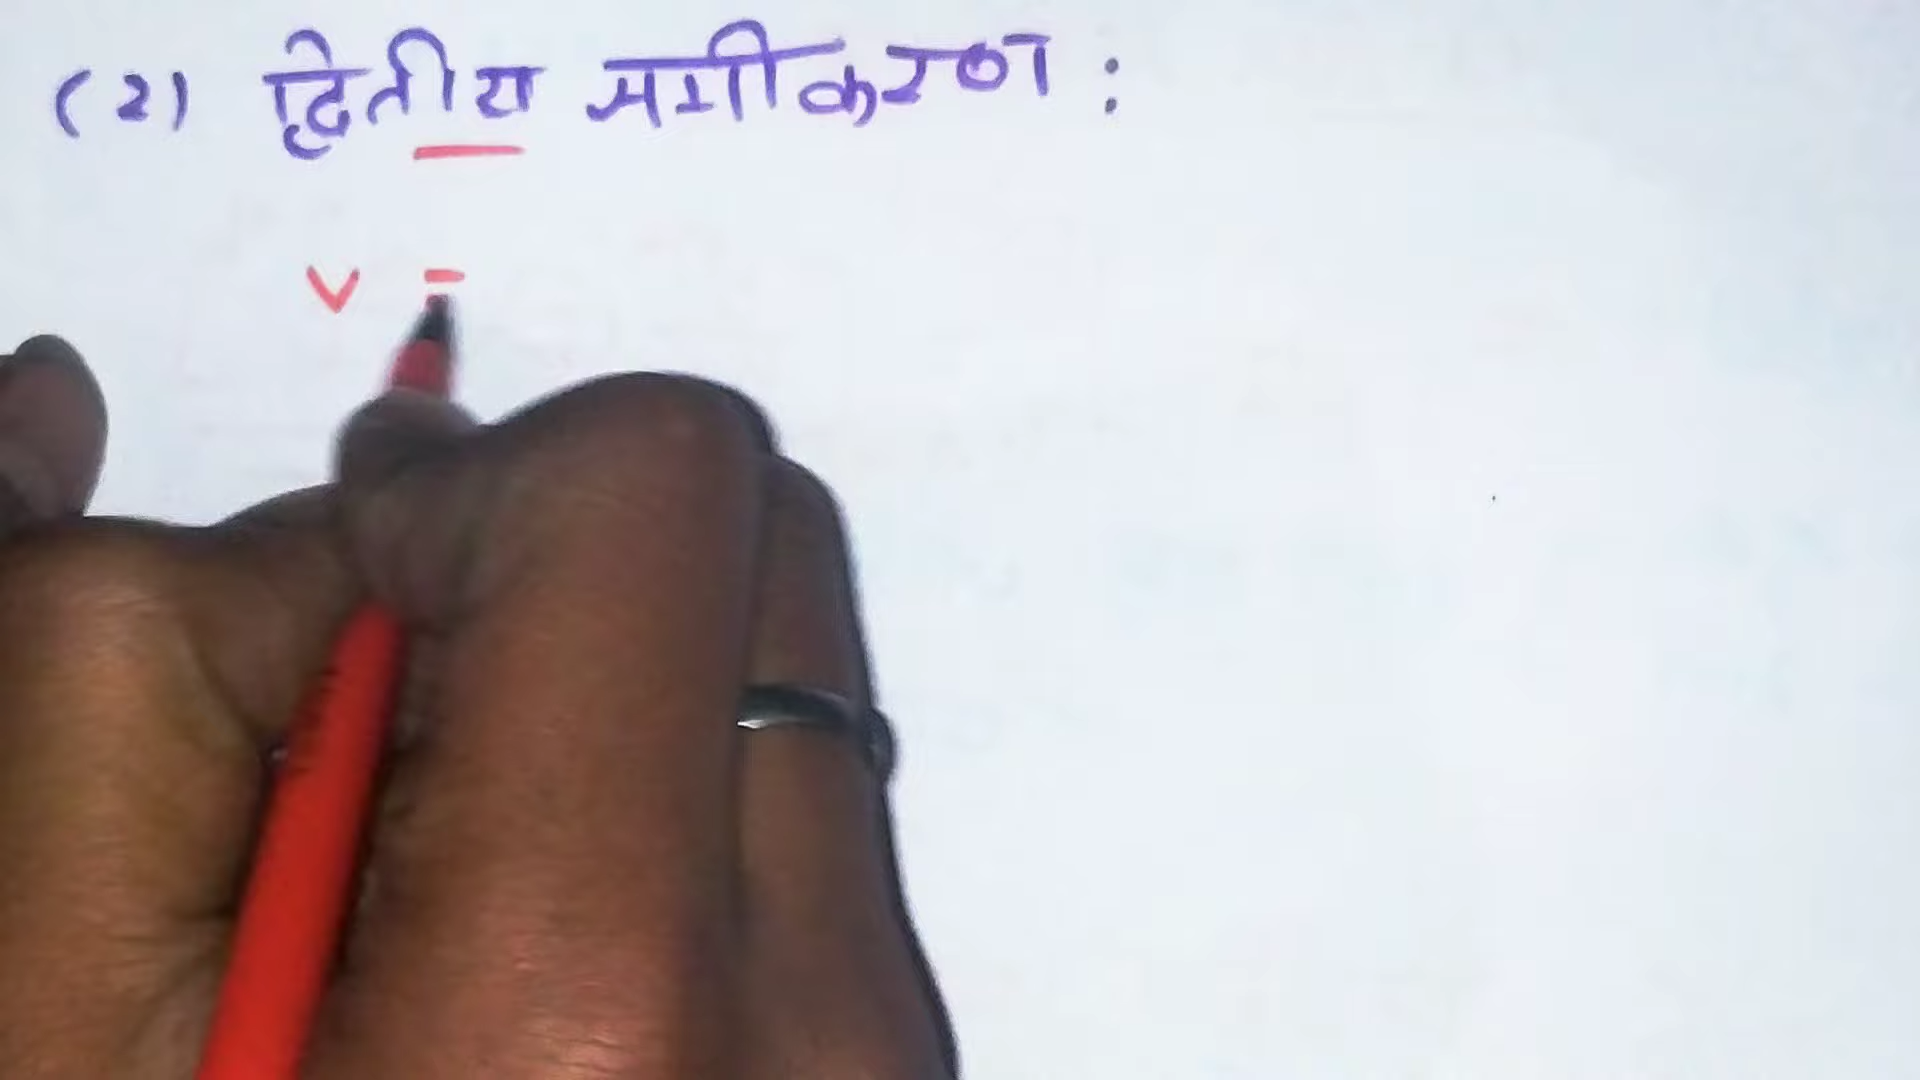 (2) द्वितीय समीकरण :
v =